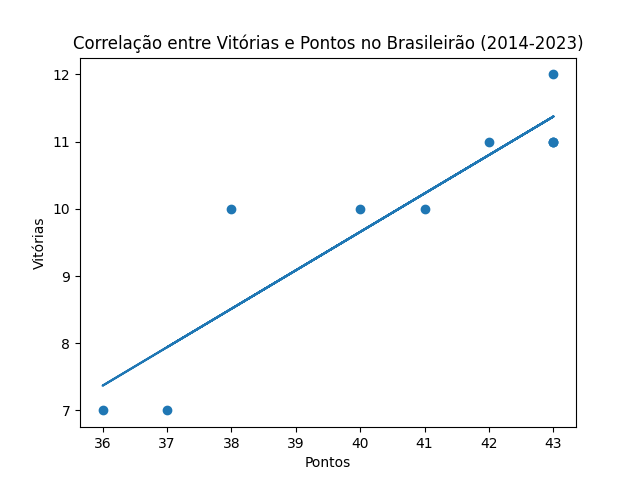 Correlação entre Vitórias e Pontos no Brasileirão (2014-2023)
12
11
10
9
8
7
Vitórias
36 37 38 39 40 41 42 43
Pontos